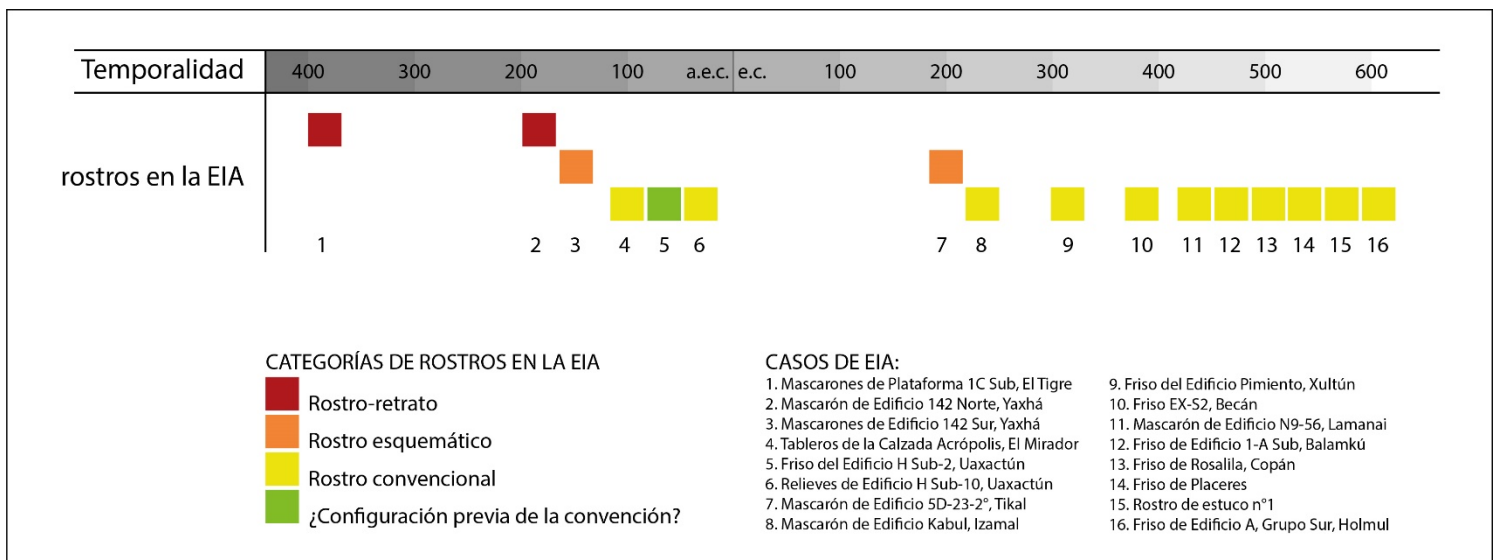 Temporalidad 400 300 200 100 a.e.c. e.c. 100 200 300 400 500 600
rostros en la EIA
1 2 3 4 5 6 7 8 9 10 11 12 13 14 15 16
CATEGORÍAS DE ROSTROS EN LA EIA
Rostro-retrato
Rostro esquemático
Rostro convencional
¿Configuración previa de la convención?
CASOS DE EIA:
1. Mascarones de Plataforma 1C Sub, El Tigre
2. Mascarón de Edificio 142 Norte, Yaxhá
3. Mascarones de Edificio 142 Sur, Yaxhá
4. Tableros de la Calzada Acrópolis, El Mirador
5. Friso del Edificio H Sub-2, Uaxactún
6. Relieves de Edificio H Sub-10, Uaxactún
7. Mascarón de Edificio 5D-23-2°, Tikal
8. Mascarón de Edificio Kabul, Izamal
9. Friso del Edificio Pimiento, Xultún
10. Friso EX-S2, Becán
11. Mascarón de Edificio N9-56, Lamanai
12. Friso de Edificio 1-A Sub, Balamkú
13. Friso de Rosalila, Copán
14. Friso de Placeres
15. Rostro de estuco n°1
16. Friso de Edificio A, Grupo Sur, Holmul